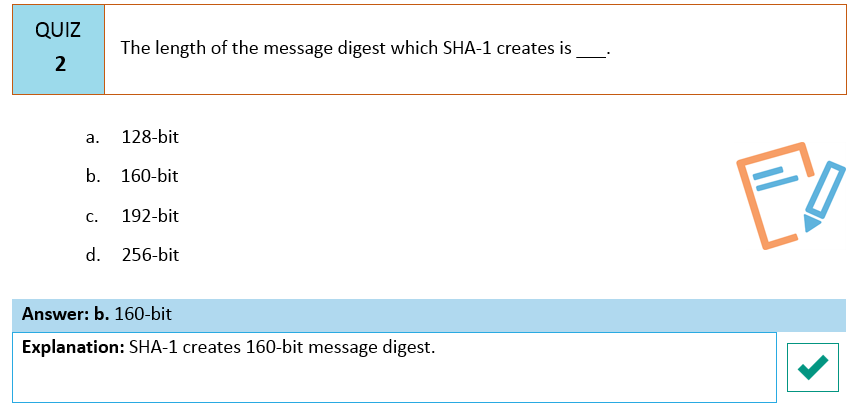 QUIZ
2
The length of the message digest which SHA-1 creates is ___.
a. 128-bit
b. 160-bit
c. 192-bit
d. 256-bit
Answer: b. 160-bit
Explanation: SHA-1 creates 160-bit message digest.